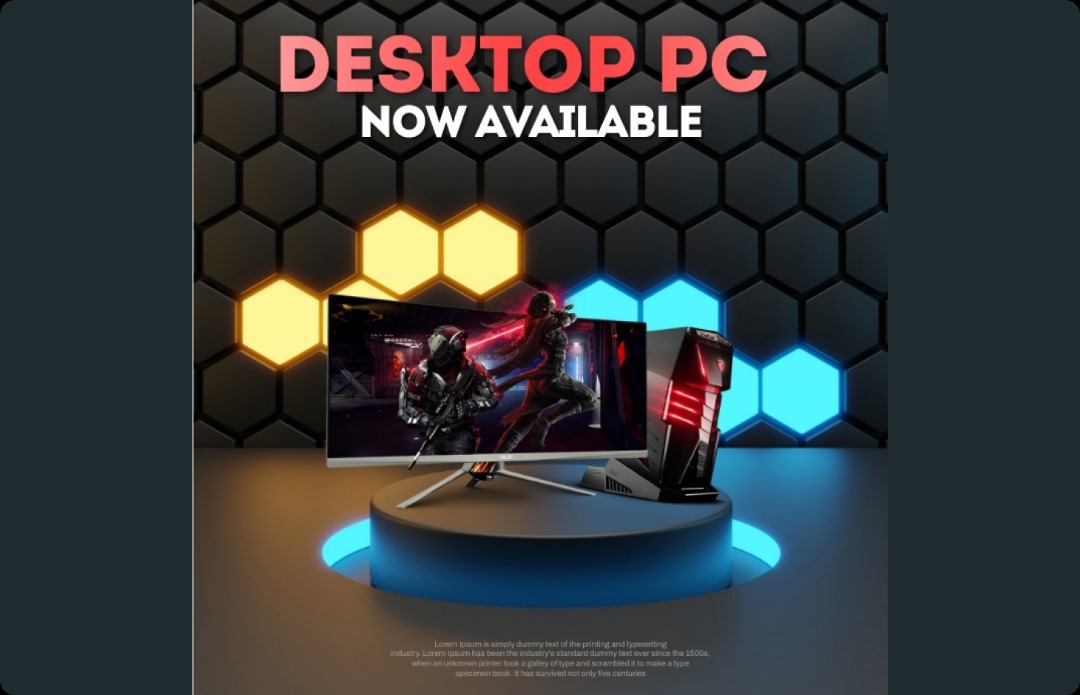 DESKTOP PC
NOW AVAILABLE
Lorem Ipsum is simply dummy text of the printing and typesetting
industry. Lorem Ipsum has been the industry's standard dummy text ever since the 1500s,
when an unknown printer took a galley of type and scrambled it to make a type
specimen book. It has survived not only five centuries